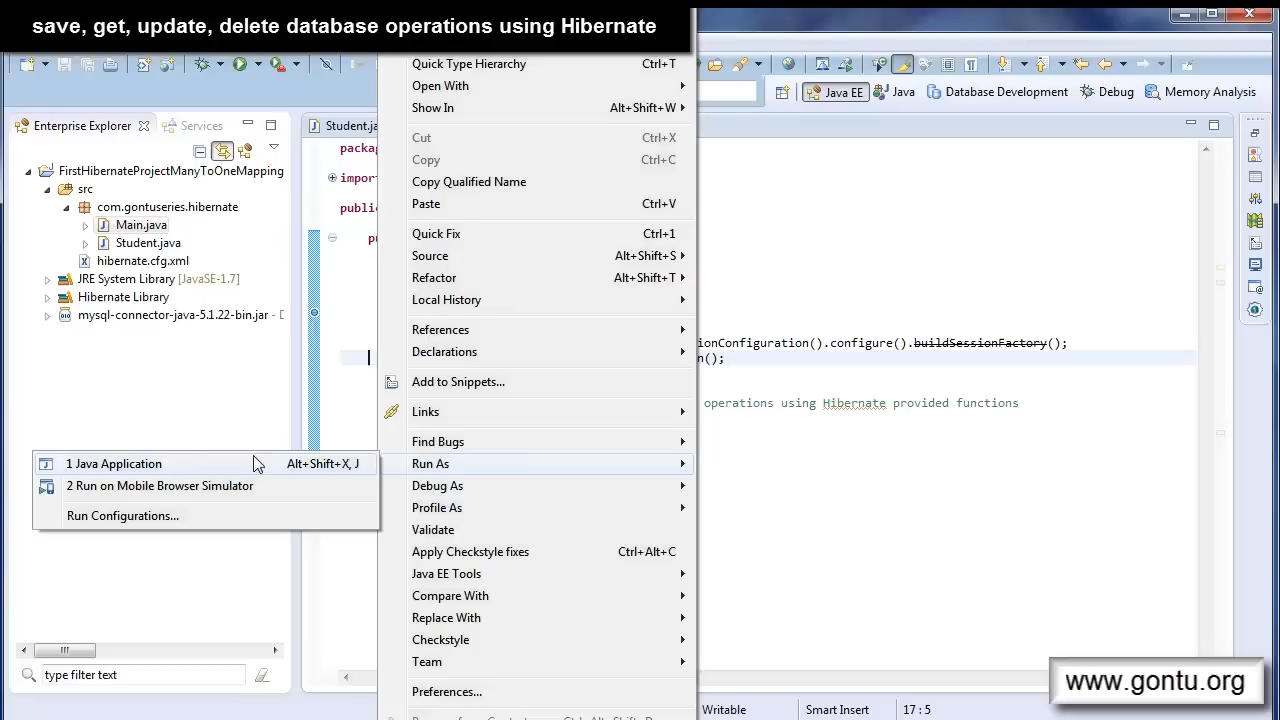 save, get, update, delete database operations using Hibernate
Quick Type Hierarchy Ctrl+T
Open With
Show In Alt+Shift+W
Cut Ctrl+X
Copy Ctrl+C
Copy Qualified Name
Paste Ctrl+V
Quick Fix Ctrl+1
Source Alt+Shift+S
Refactor Alt+Shift+T
Local History
References
Declarations
Add to Snippets...
Links
Find Bugs
Run As
Debug As
Profile As
Validate
Apply Checkstyle fixes Ctrl+Alt+C
Java EE Tools
Compare With
Replace With
Checkstyle
Team
Preferences...
1 Java Application Alt+Shift+X, J
2 Run on Mobile Browser Simulator
Run Configurations...
Java EE Java Database Development Debug Memory Analysis
Enterprise Explorer Services
FirstHibernateProjectManyToOneMapping
src
com.gontuseries.hibernate
Main.java
Student.java
hibernate.cfg.xml
JRE System Library [JavaSE-1.7]
Hibernate Library
mysql-connector-java-5.1.22-bin.jar - D
type filter text
Student.ja
packag
impor
publi
p
ionConfiguration().configure().buildSessionFactory();
n();
operations using Hibernate provided functions
www.gontu.org
Writable Smart Insert 17 : 5